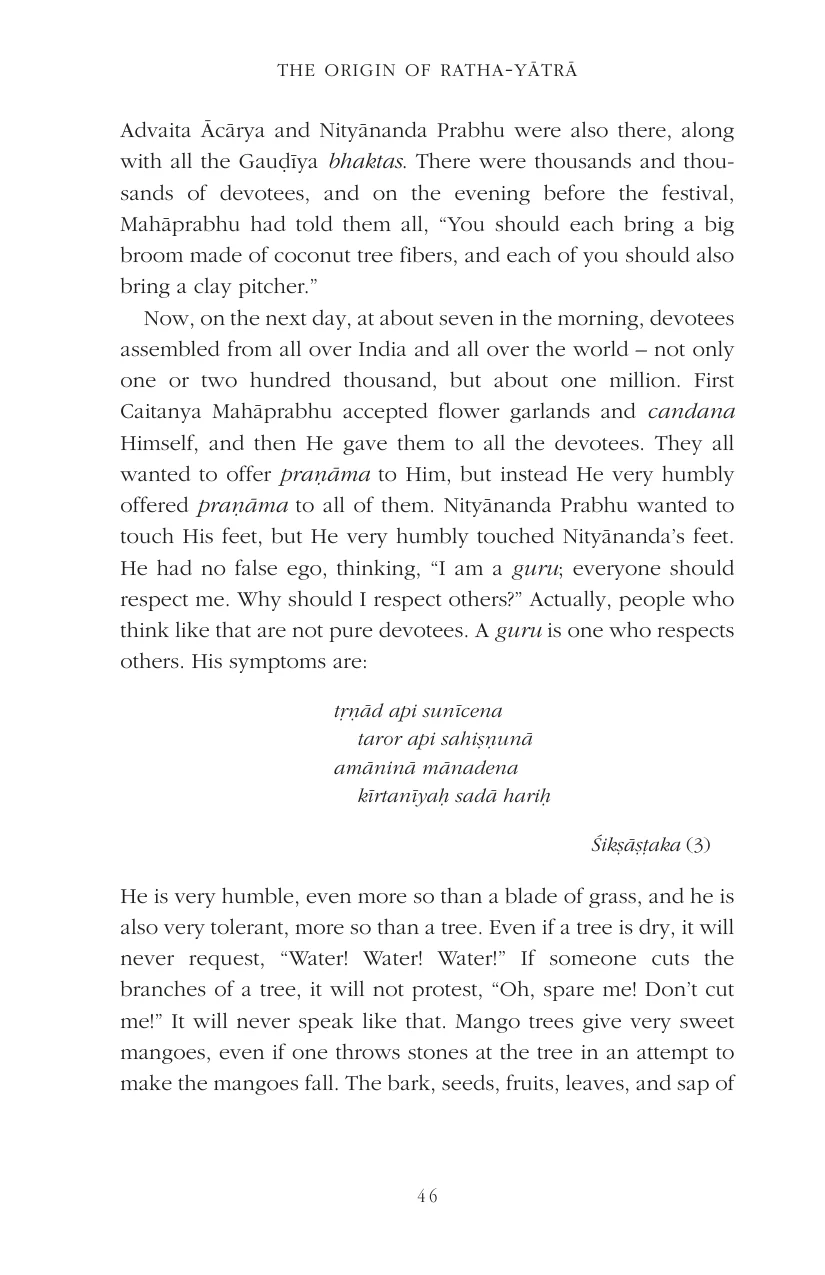 THE ORIGIN OF RATHA-YĀTRĀ
Advaita Ācārya and Nityānanda Prabhu were also there, along
with all the Gauḍīya bhaktas. There were thousands and thou-
sands of devotees, and on the evening before the festival,
Mahāprabhu had told them all, “You should each bring a big
broom made of coconut tree fibers, and each of you should also
bring a clay pitcher.”
Now, on the next day, at about seven in the morning, devotees
assembled from all over India and all over the world – not only
one or two hundred thousand, but about one million. First
Caitanya Mahāprabhu accepted flower garlands and candana
Himself, and then He gave them to all the devotees. They all
wanted to offer praṇāma to Him, but instead He very humbly
offered praṇāma to all of them. Nityānanda Prabhu wanted to
touch His feet, but He very humbly touched Nityānanda’s feet.
He had no false ego, thinking, “I am a guru; everyone should
respect me. Why should I respect others?” Actually, people who
think like that are not pure devotees. A guru is one who respects
others. His symptoms are:
tṛṇād api sunīcena
taror api sahiṣṇunā
amāninā mānadena
kīrtanīyaḥ sadā hariḥ
Śikṣāṣṭaka (3)
He is very humble, even more so than a blade of grass, and he is
also very tolerant, more so than a tree. Even if a tree is dry, it will
never request, “Water! Water! Water!” If someone cuts the
branches of a tree, it will not protest, “Oh, spare me! Don’t cut
me!” It will never speak like that. Mango trees give very sweet
mangoes, even if one throws stones at the tree in an attempt to
make the mangoes fall. The bark, seeds, fruits, leaves, and sap of
46